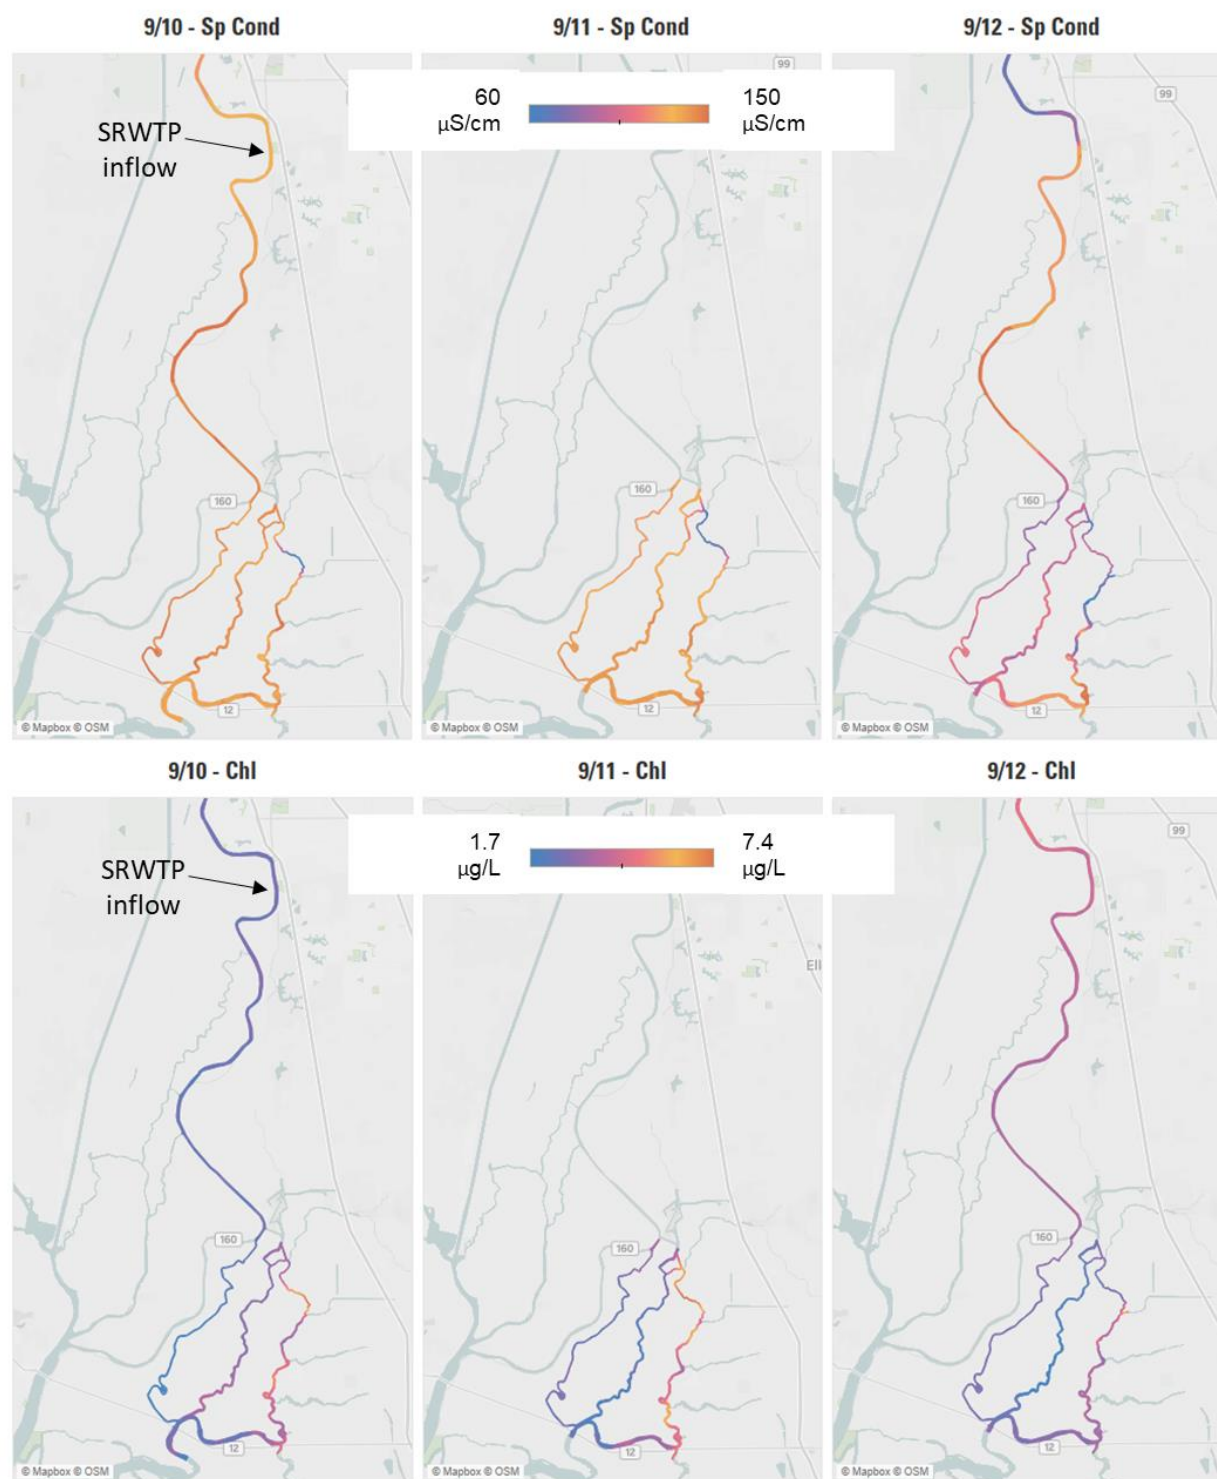 9/10 - Sp Cond
9/11 - Sp Cond
9/12 - Sp Cond
SRWTP
inflow
60
μS/cm
150
μS/cm
99
99
160
160
160
12
12
12
© Mapbox © OSM
© Mapbox © OSM
© Mapbox © OSM
9/10 - Chl
9/11 - Chl
9/12 - Chl
SRWTP
inflow
1.7
μg/L
7.4
μg/L
99
Ell
160
160
160
12
12
12
© Mapbox © OSM
© Mapbox © OSM
© Mapbox © OSM